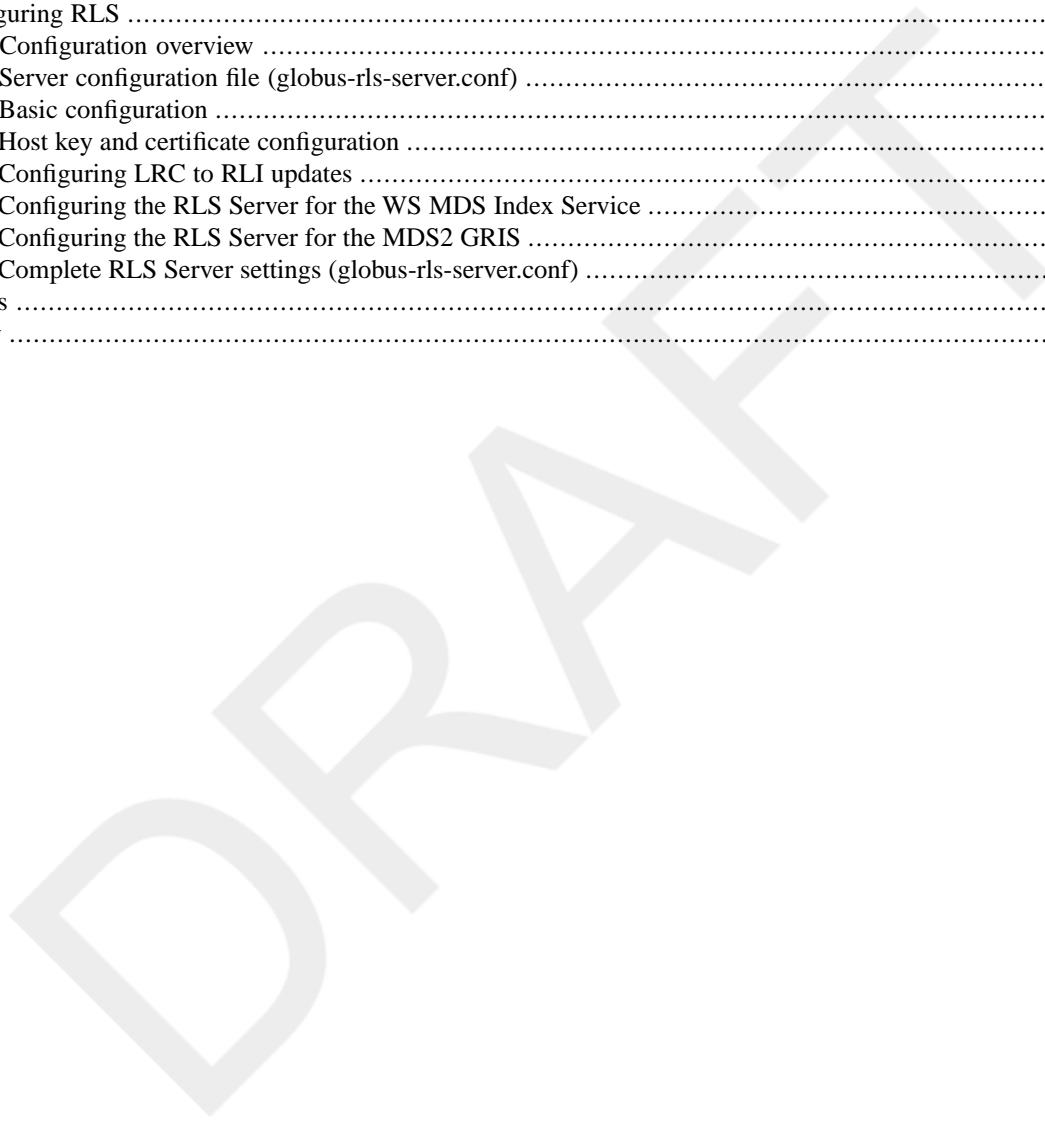 guring RLS ................................................................
Configuration overview ................................................................
Server configuration file (globus-rls-server.conf) ................................................................
Basic configuration ................................................................
Host key and certificate configuration ................................................................
Configuring LRC to RLI updates ................................................................
Configuring the RLS Server for the WS MDS Index Service ................................................................
Configuring the RLS Server for the MDS2 GRIS ................................................................
Complete RLS Server settings (globus-rls-server.conf) ................................................................
s ................................................................
................................................................
DRAFT